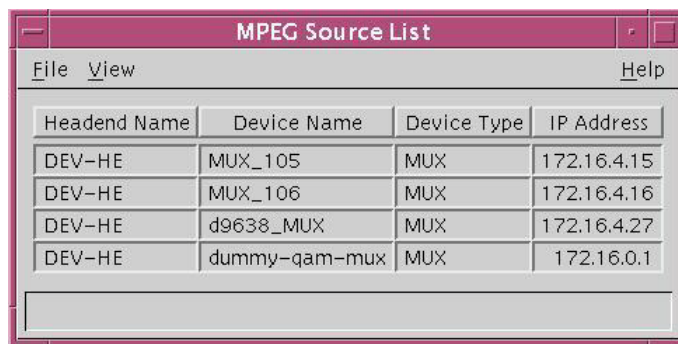 MPEG Source List
File View Help
Headend Name Device Name Device Type IP Address
DEV-HE MUX_105 MUX 172.16.4.15
DEV-HE MUX_106 MUX 172.16.4.16
DEV-HE d9638_MUX MUX 172.16.4.27
DEV-HE dummy-qam-mux MUX 172.16.0.1